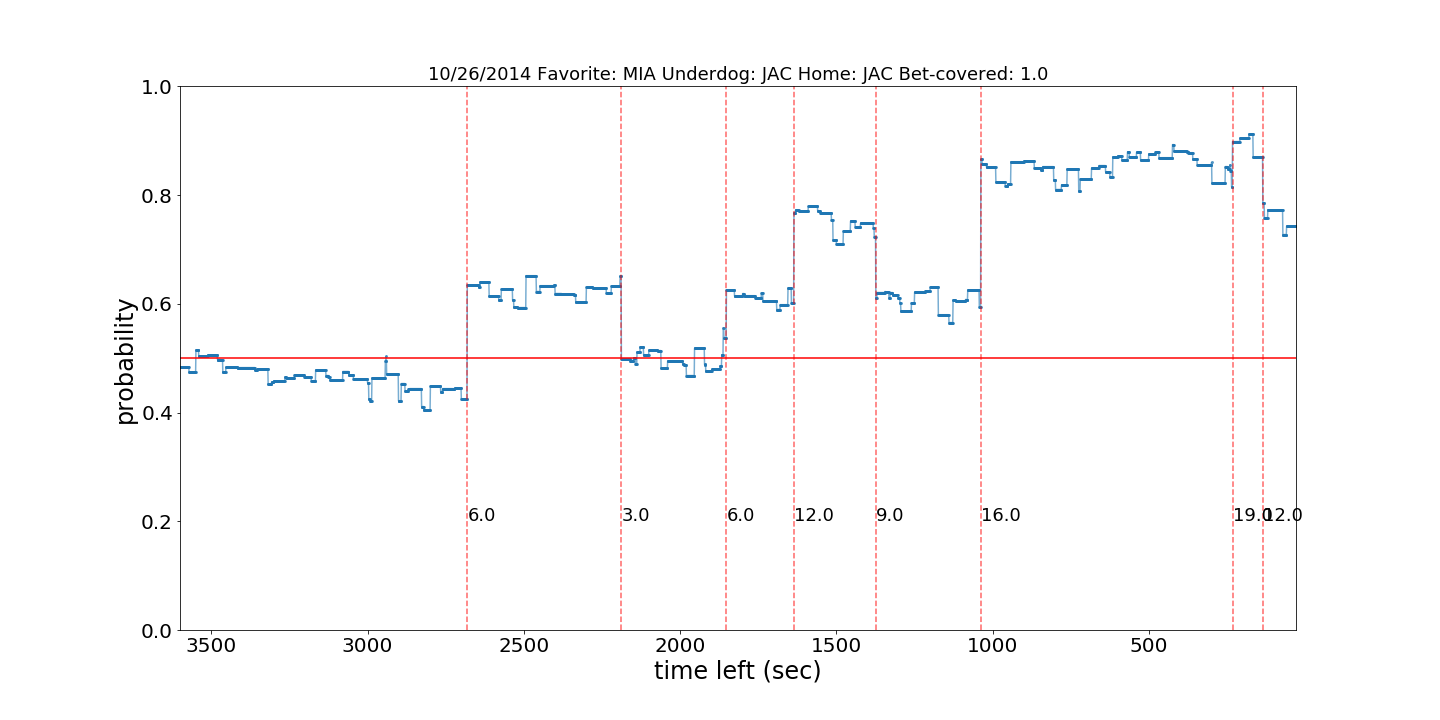 10/26/2014 Favorite: MIA Underdog: JAC Home: JAC Bet-covered: 1.0
1.0
0.8
0.6
0.4
0.2
0.0
probability
6.0 3.0 6.0 12.0 9.0 16.0 19.0 12.0
3500 3000 2500 2000 1500 1000 500
time left (sec)